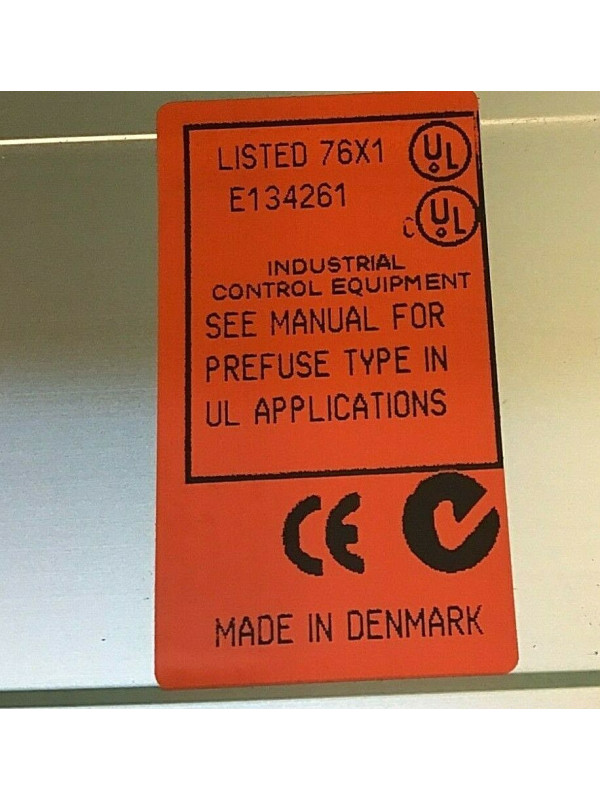 LISTED 76X1 UL
E134261
C UL
INDUSTRIAL
CONTROL EQUIPMENT
SEE MANUAL FOR
PREFUSE TYPE IN
UL APPLICATIONS
CE
MADE IN DENMARK